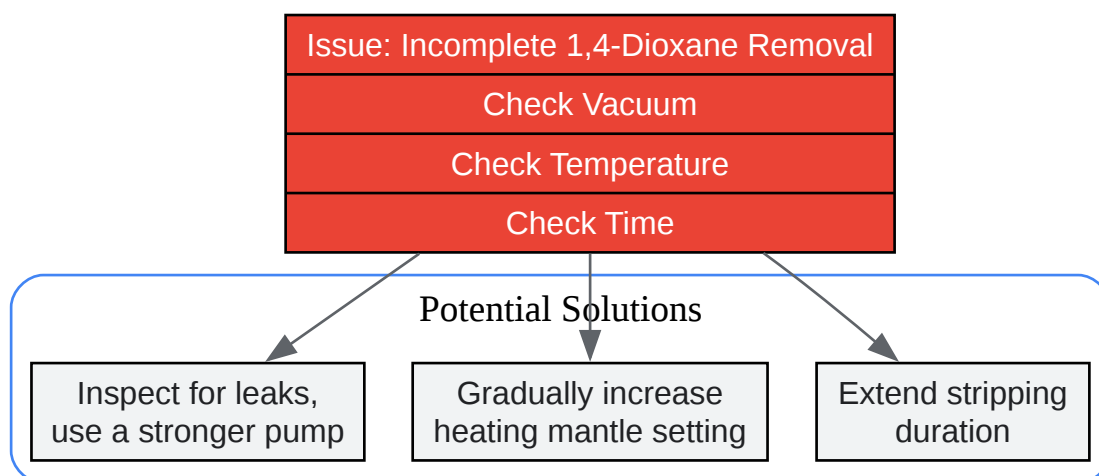 Issue: Incomplete 1,4-Dioxane Removal
Check Vacuum
Check Temperature
Check Time
Potential Solutions
Inspect for leaks,
use a stronger pump
Gradually increase
heating mantle setting
Extend stripping
duration